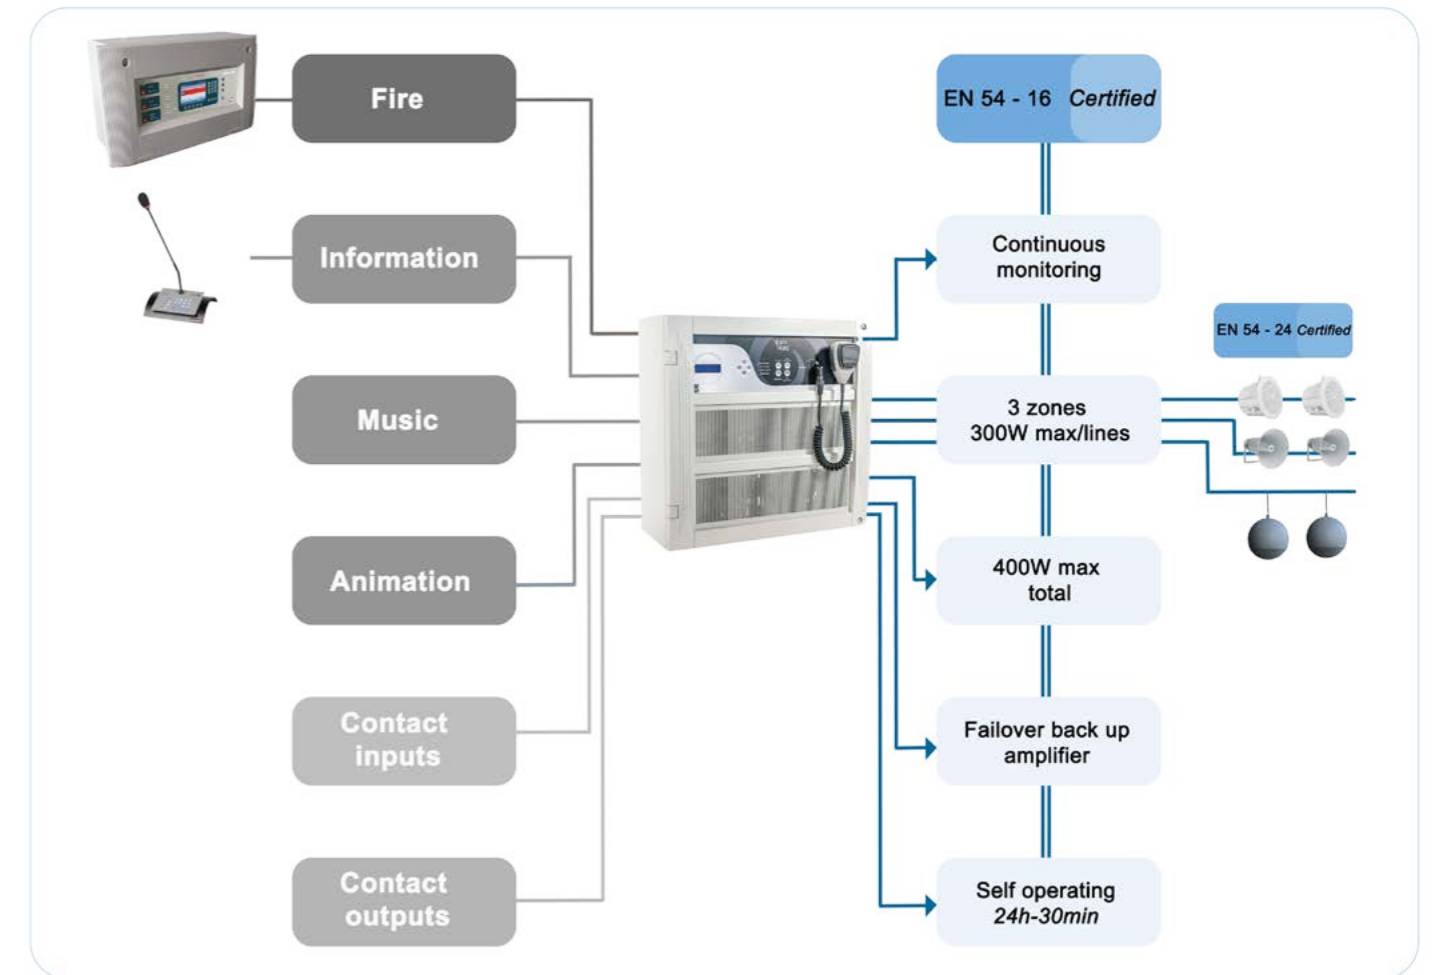 Fire
EN 54 - 16 Certified
Information
Continuous
monitoring
EN 54 - 24 Certified
Music
3 zones
300W max/lines
Animation
400W max
total
Contact
inputs
Failover back up
amplifier
Contact
outputs
Self operating
24h-30min